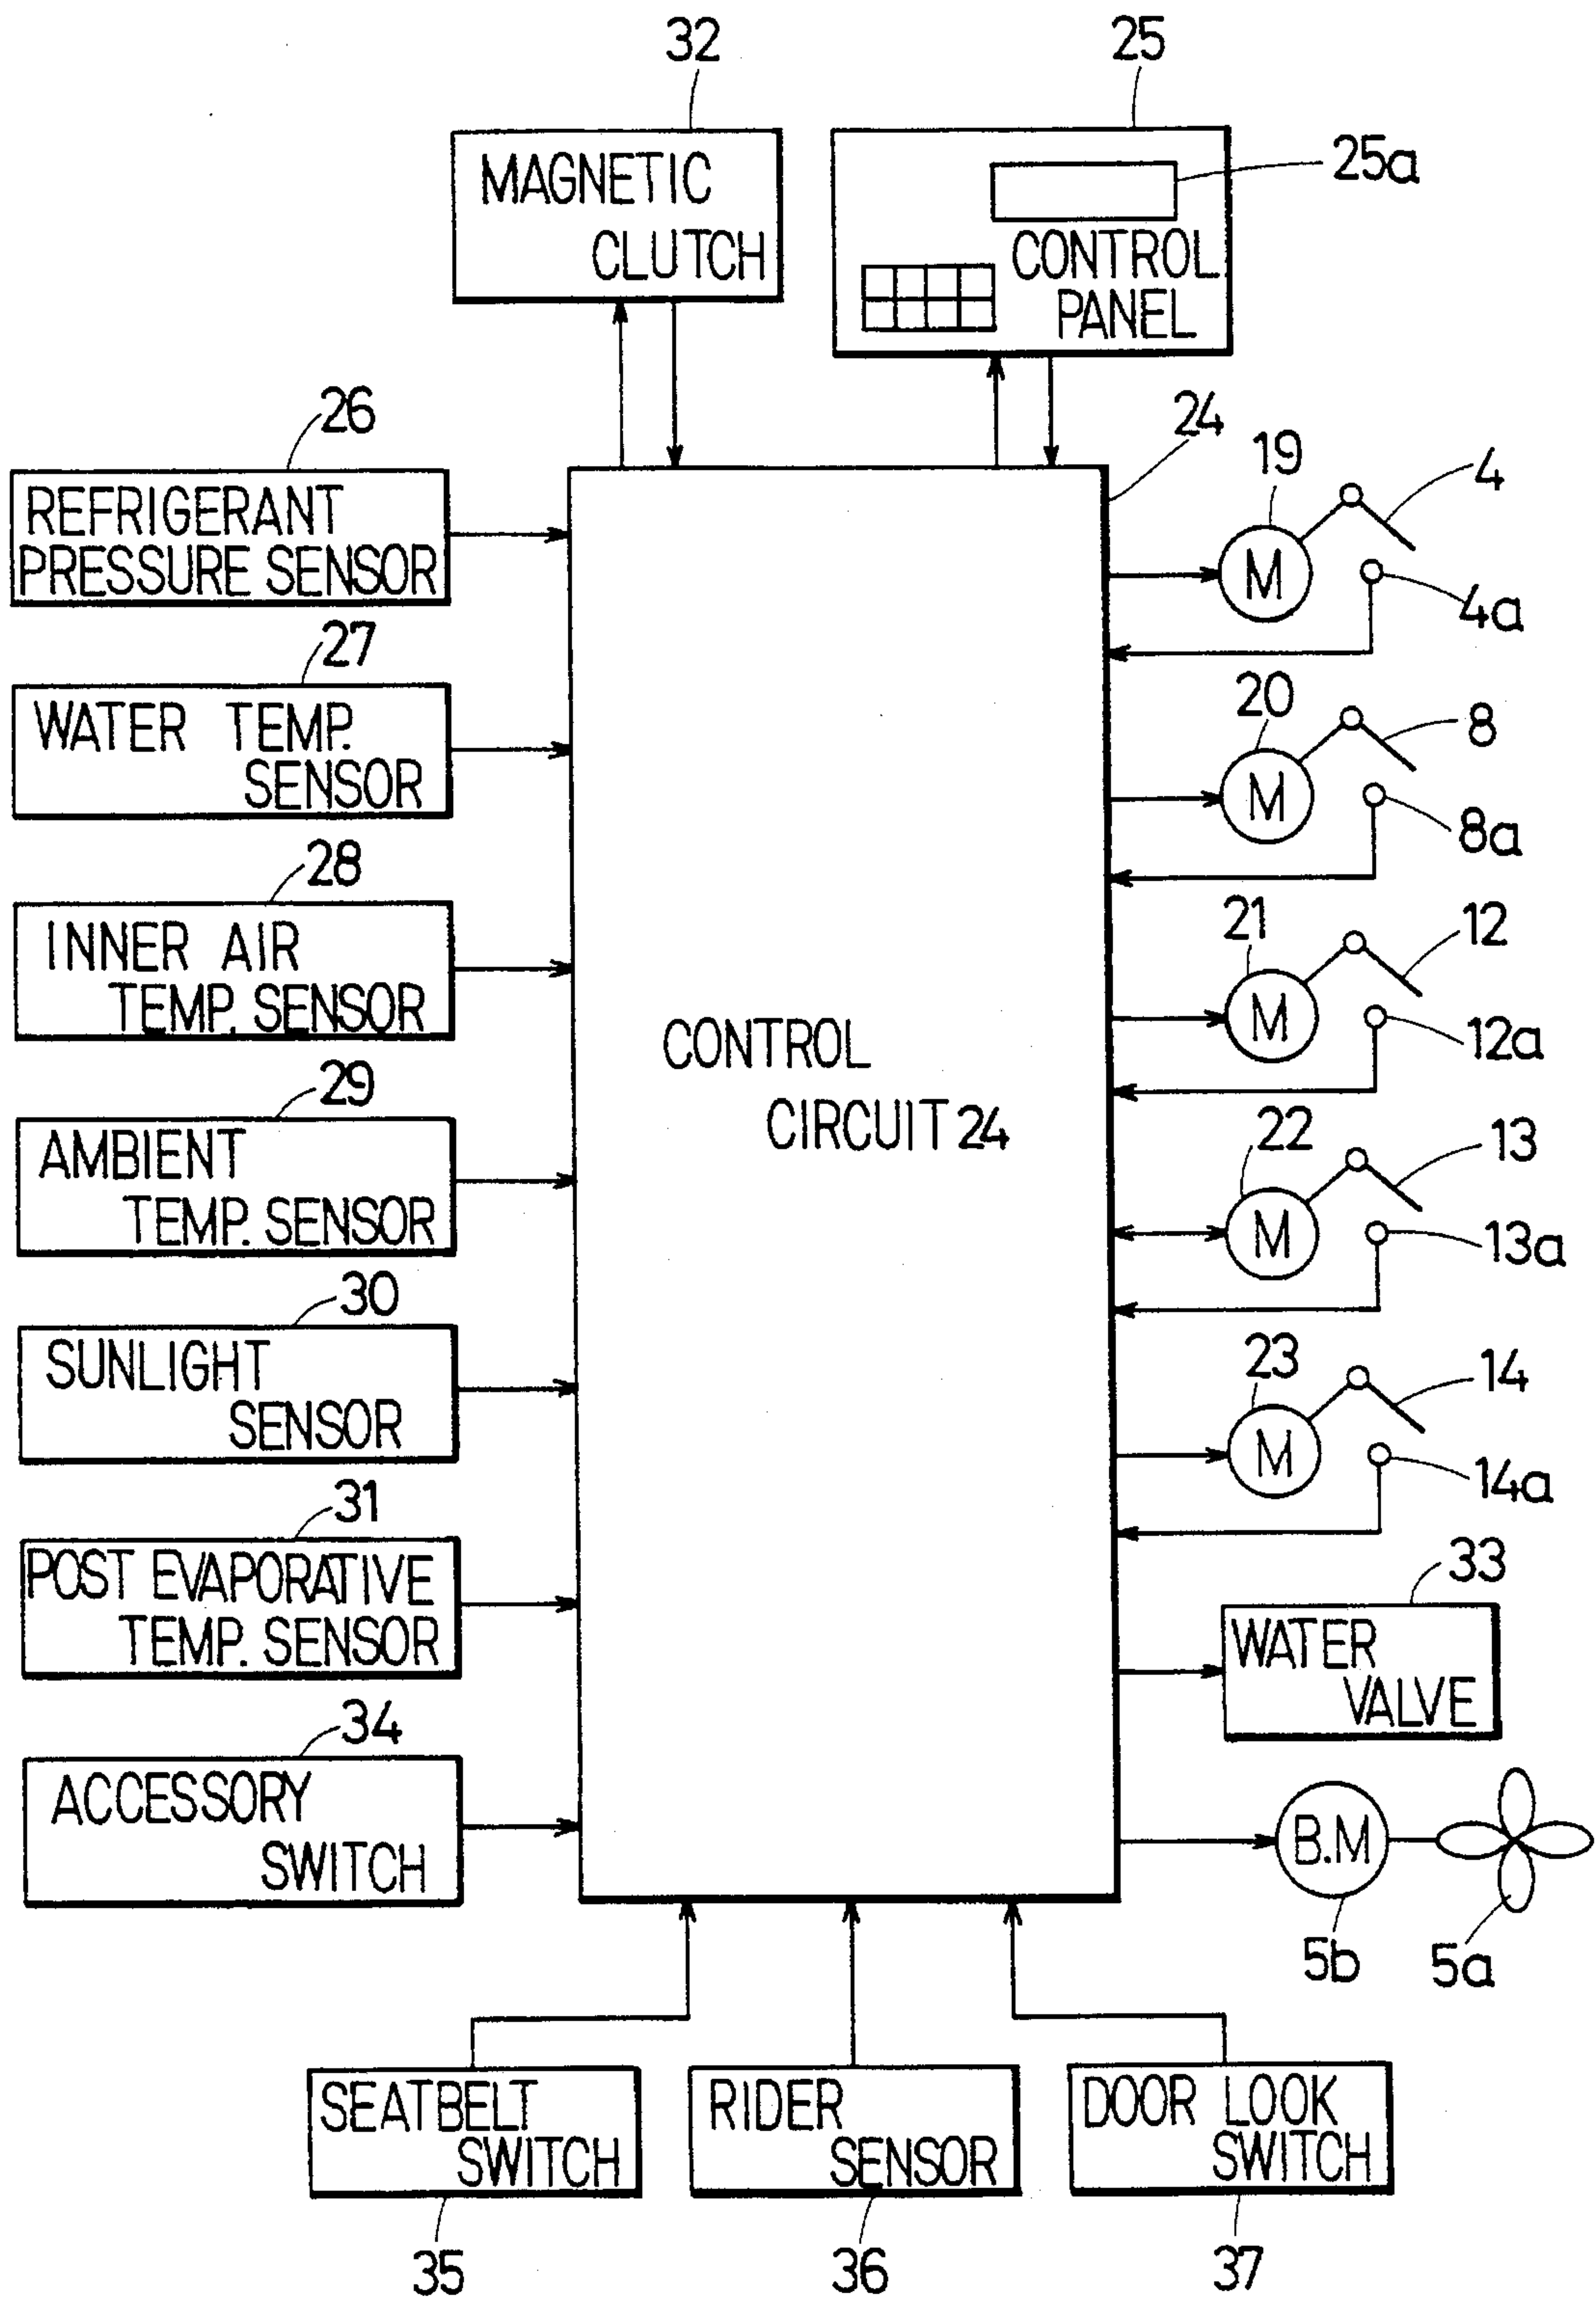 32
25
MAGNETIC
CLUTCH
25a
CONTROL
PANEL
26
24
19
4
REFRIGERANT
PRESSURE SENSOR
M
4a
27
20
8
WATER TEMP.
SENSOR
M
8a
28
21
12
INNER AIR
TEMP. SENSOR
M
12a
CONTROL
CIRCUIT 24
29
22
13
AMBIENT
TEMP. SENSOR
M
13a
30
23
14
SUNLIGHT
SENSOR
M
14a
31
33
POST EVAPORATIVE
TEMP. SENSOR
WATER
VALVE
34
ACCESSORY
SWITCH
B.M
5b
5a
SEATBELT
SWITCH
RIDER
SENSOR
DOOR LOOK
SWITCH
35
36
37